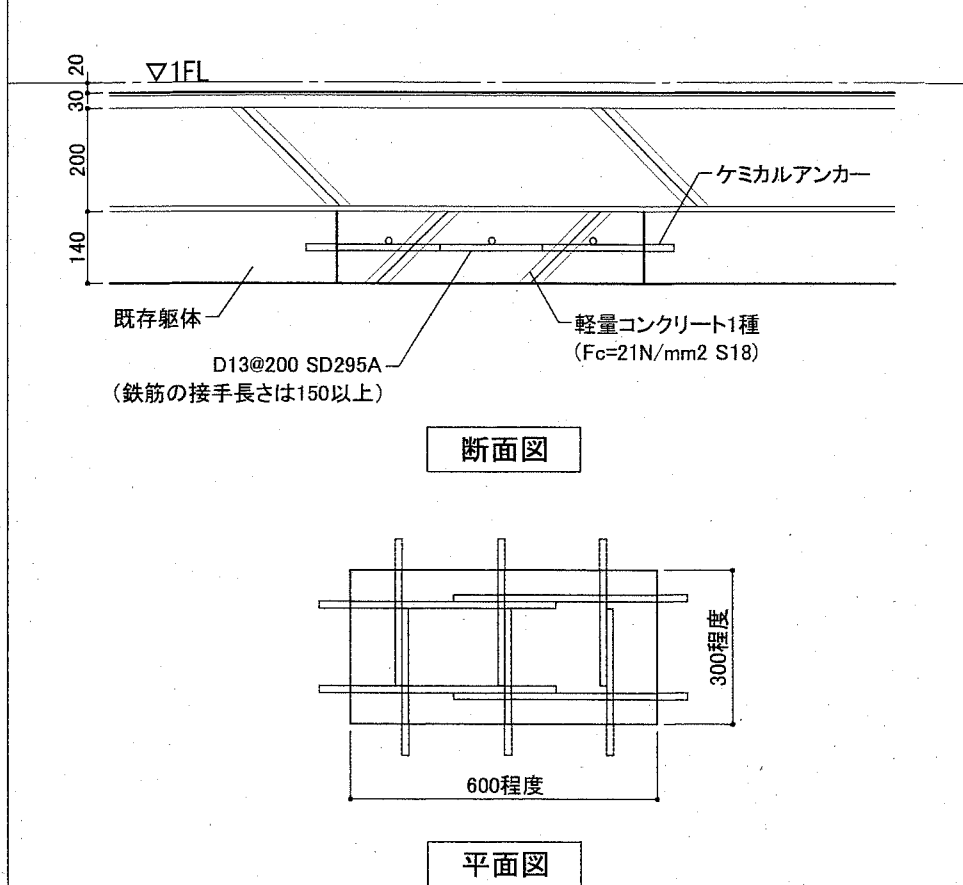 ▽1FL
20
30
200
140
ケミカルアンカー
既存躯体
軽量コンクリート1種
(Fc=21N/mm2 S18)
D13@200 SD295A
(鉄筋の接手長さは150以上)
断面図
300程度
600程度
平面図